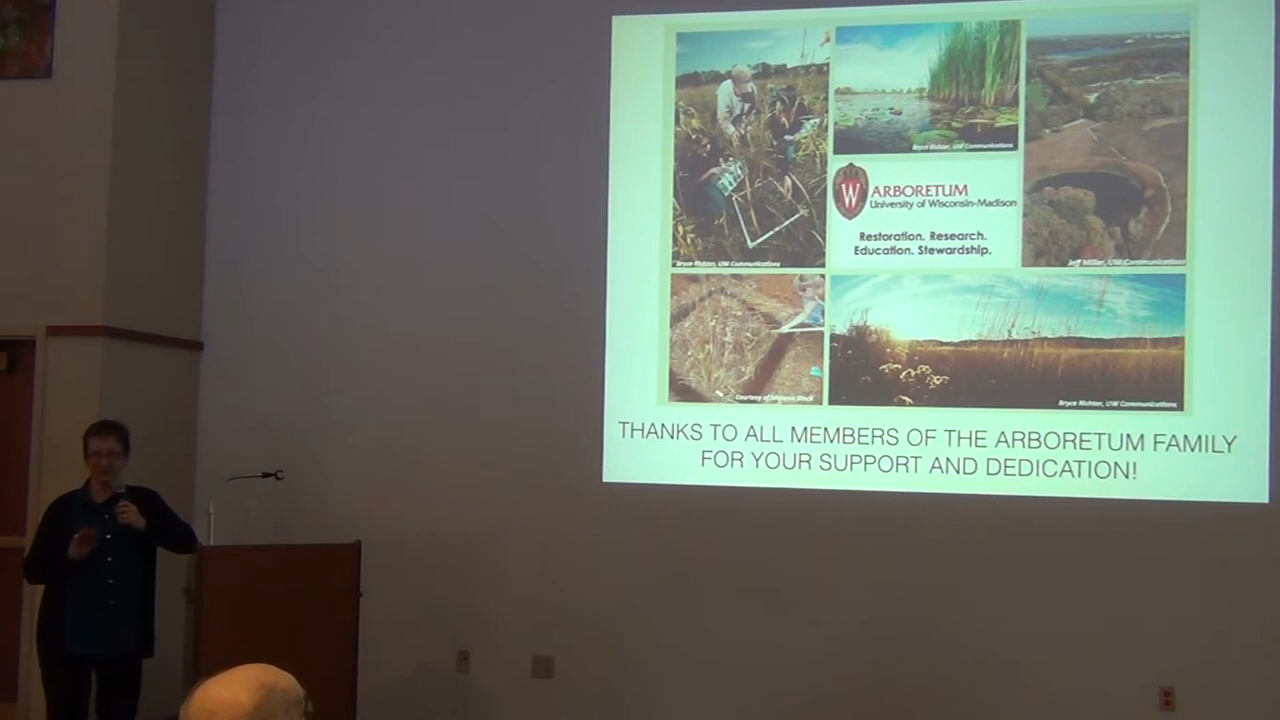 Bryce Richter, UW Communications
W ARBORETUM
University of Wisconsin-Madison
Restoration. Research.
Education. Stewardship.
Bryce Richter, UW Communications
Jeff Miller, UW Communications
Courtesy of
Bryce Richter, UW Communications
THANKS TO ALL MEMBERS OF THE ARBORETUM FAMILY
FOR YOUR SUPPORT AND DEDICATION!